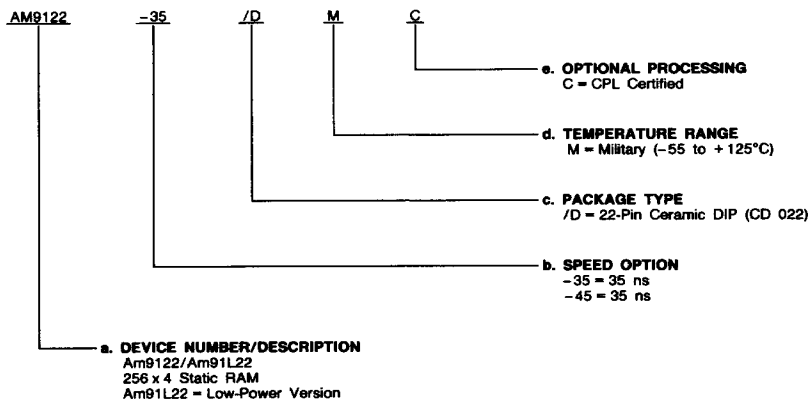 AM9122 -35 /D M C
e. OPTIONAL PROCESSING
C = CPL Certified
d. TEMPERATURE RANGE
M = Military (-55 to +125°C)
c. PACKAGE TYPE
/D = 22-Pin Ceramic DIP (CD 022)
b. SPEED OPTION
-35 = 35 ns
-45 = 35 ns
a. DEVICE NUMBER/DESCRIPTION
Am9122/Am91L22
256 x 4 Static RAM
Am91L22 = Low-Power Version